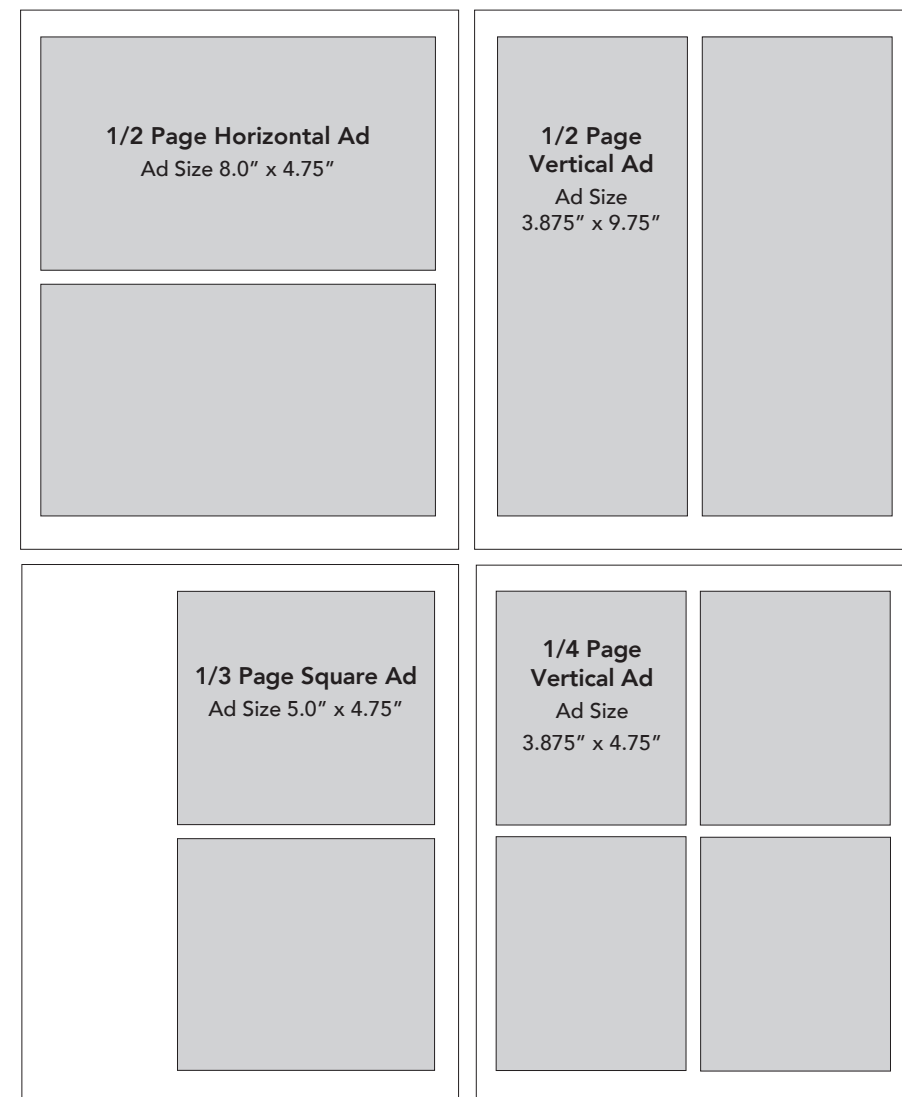 1/2 Page Horizontal Ad
Ad Size 8.0” x 4.75”
1/2 Page
Vertical Ad
Ad Size
3.875” x 9.75”
1/3 Page Square Ad
Ad Size 5.0” x 4.75”
1/4 Page
Vertical Ad
Ad Size
3.875” x 4.75”